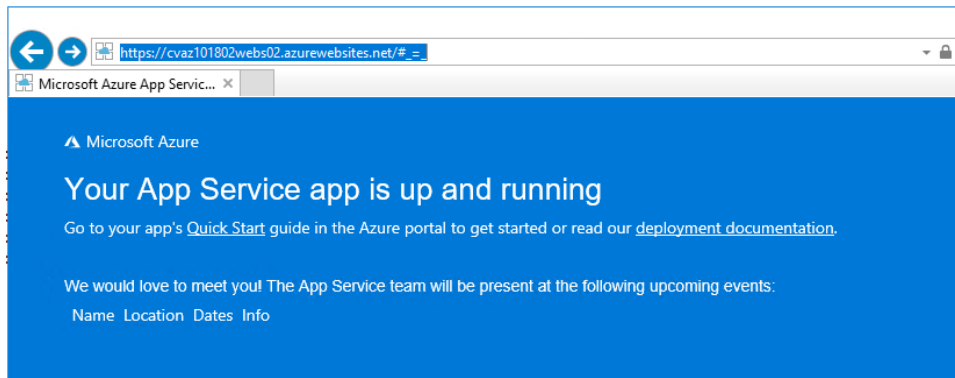 https://cvaz101802webs02.azurewebsites.net/#_=_
Microsoft Azure App Servic...
Microsoft Azure
Your App Service app is up and running
Go to your app's Quick Start guide in the Azure portal to get started or read our deployment documentation.
We would love to meet you! The App Service team will be present at the following upcoming events:
Name Location Dates Info